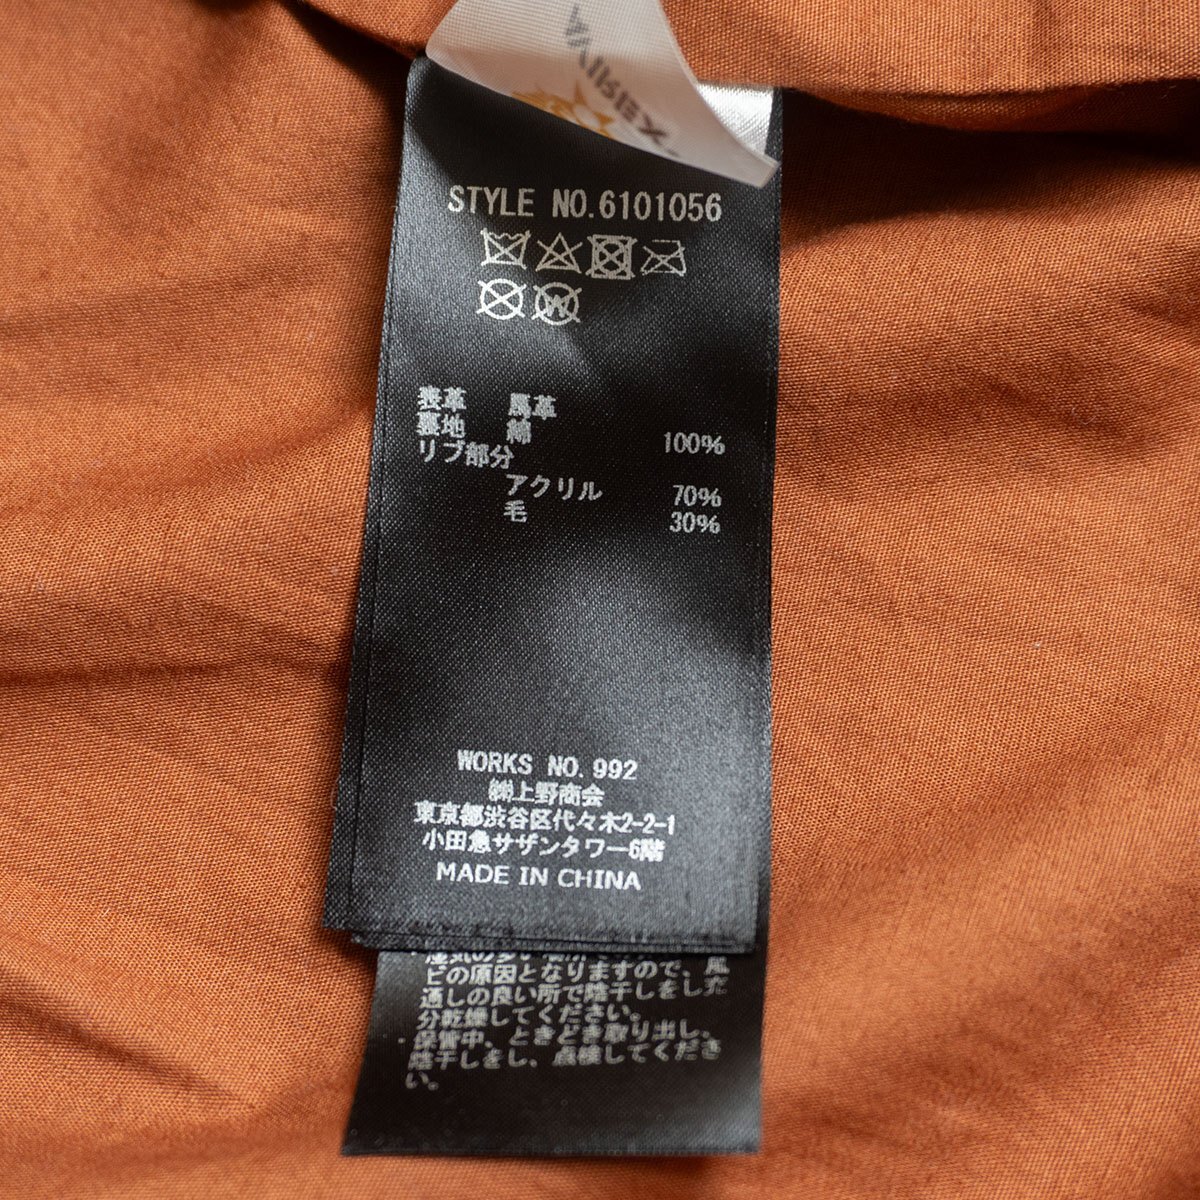 STYLE NO.6101056
W
表革 馬革
裏地 綿 100%
リブ部分
アクリル 70%
毛 30%
WORKS NO.992
㈱上野商会
東京都渋谷区代々木2-2-1
小田急サザンタワー6階
MADE IN CHINA
ビの原因となりますので、風
通しの良い所で陰干しをし充
分乾燥してください。
・保管中、ときどき取り出し、
陰干しをし、点検してくださ
い。